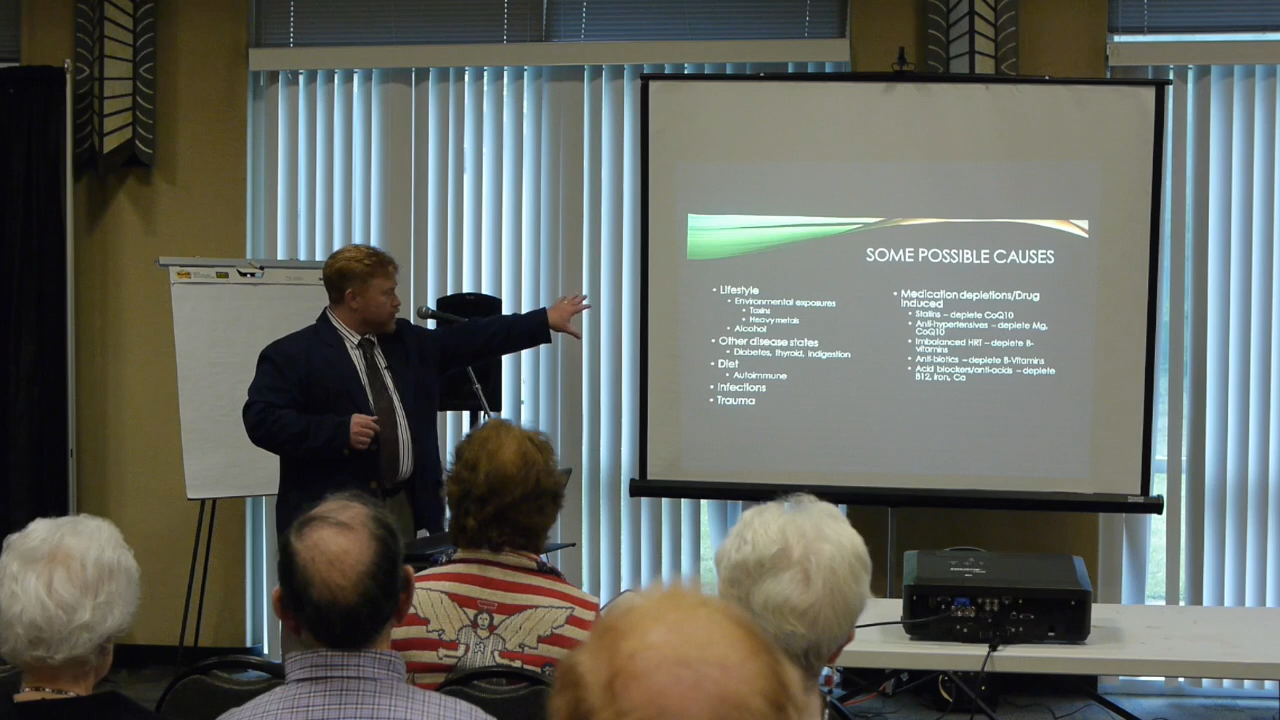 SOME POSSIBLE CAUSES
• Lifestyle
• Environmental exposures
• Toxins
• Heavy metals
• Alcohol
• Other disease states
• Diabetes, thyroid, indigestion
• Diet
• Autoimmune
• Infections
• Trauma
• Medication depletions/Drug
Induced
• Statins – deplete CoQ10
• Anti-hypertensives – deplete Mg,
CoQ10
• Imbalanced HRT – deplete B-
vitamins
• Anti-biotics – deplete B-Vitamins
• Acid blockers/anti-acids – deplete
B12, Iron, Ca